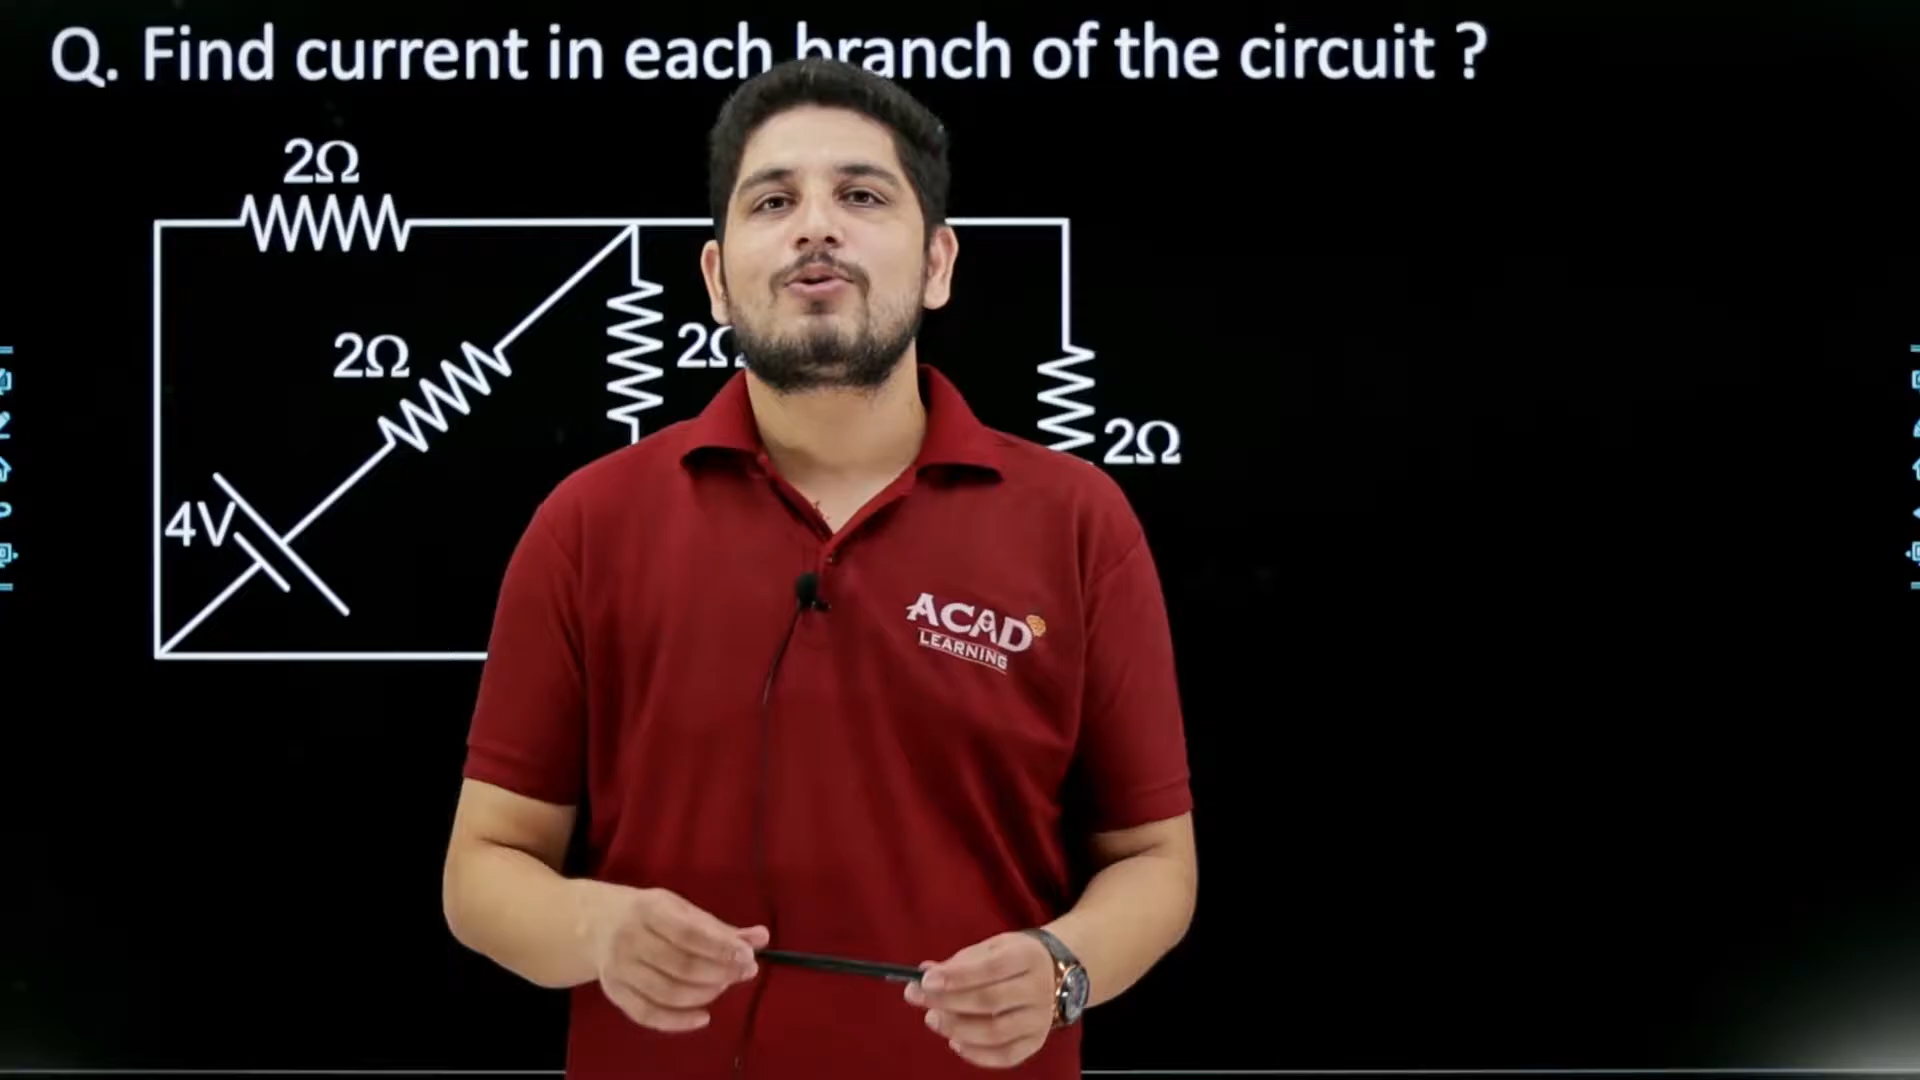 Q. Find current in each branch of the circuit ?
2Ω
2Ω
2Ω
2Ω
4V
ACAD
LEARNING